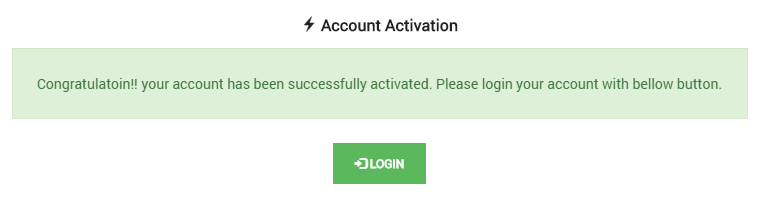 Account Activation
Congratulatoin!! your account has been successfully activated. Please login your account with bellow button.
LOGIN